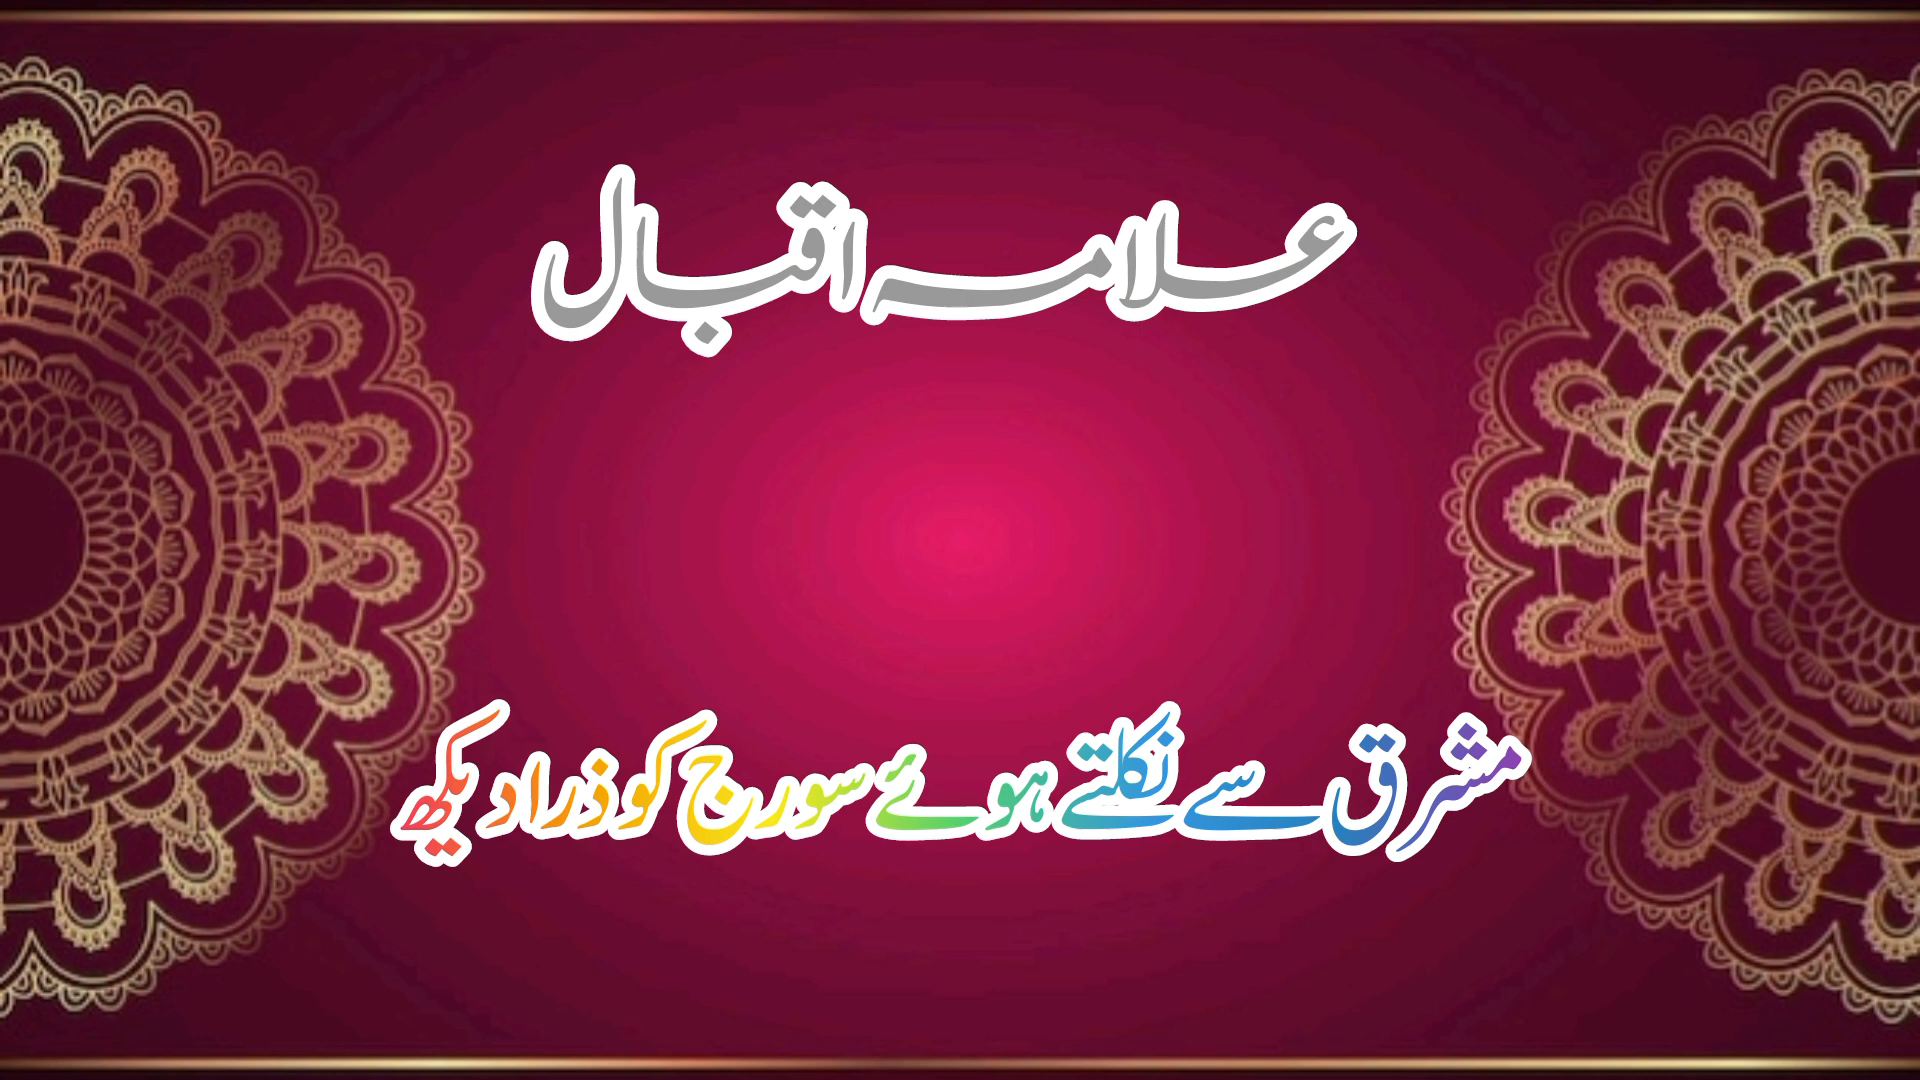 علامہ اقبال
مشرق سے نکلتے ہوئے سورج کو ذرا دیکھ